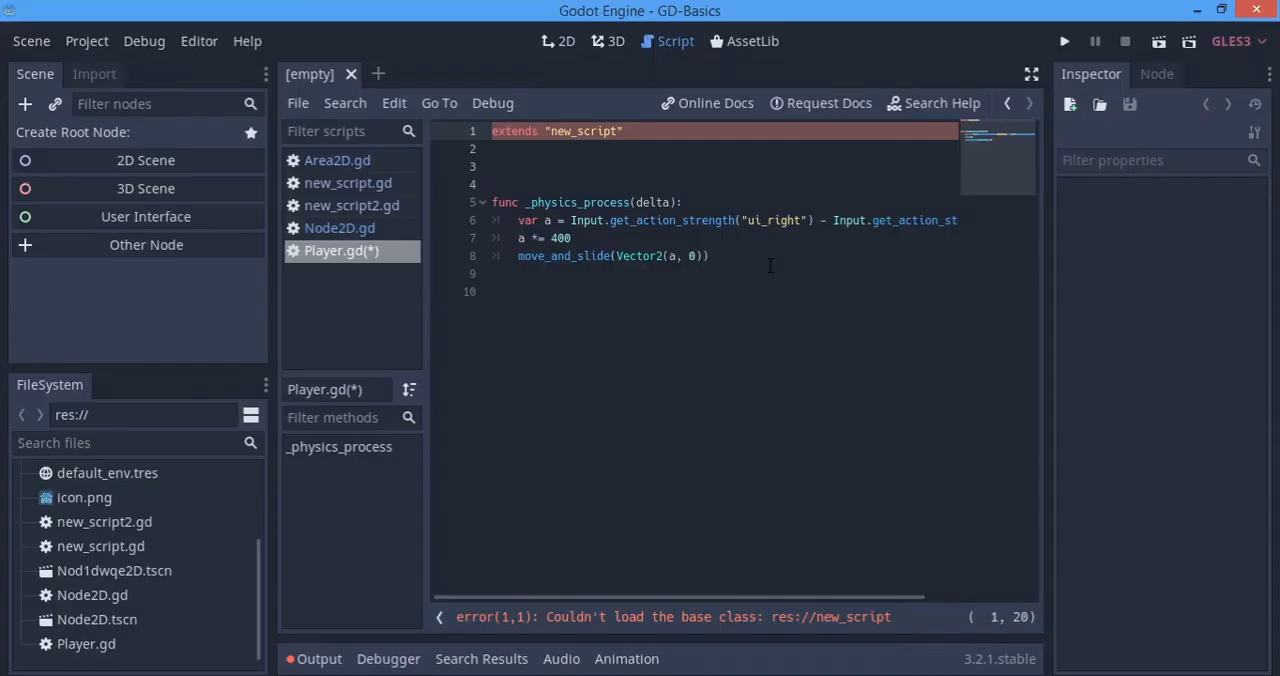 Godot Engine - GD-Basics
Scene Project Debug Editor Help
2D 3D Script AssetLib
GLES3
Scene Import
Filter nodes
Create Root Node:
2D Scene
3D Scene
User Interface
Other Node
FileSystem
res://
Search files
default_env.tres
icon.png
new_script2.gd
new_script.gd
Nod1dwqe2D.tscn
Node2D.gd
Node2D.tscn
Player.gd
[empty]
File Search Edit Go To Debug
Online Docs Request Docs Search Help
Filter scripts
Area2D.gd
new_script.gd
new_script2.gd
Node2D.gd
Player.gd(*)
Player.gd(*)
Filter methods
_physics_process
1 extends "new_script"
2
3
4
5 func _physics_process(delta):
6 var a = Input.get_action_strength("ui_right") - Input.get_action_st
7 a *= 400
8 move_and_slide(Vector2(a, 0))
9
10
error(1,1): Couldn't load the base class: res://new_script
( 1, 20)
Output Debugger Search Results Audio Animation
3.2.1.stable
Inspector Node
Filter properties